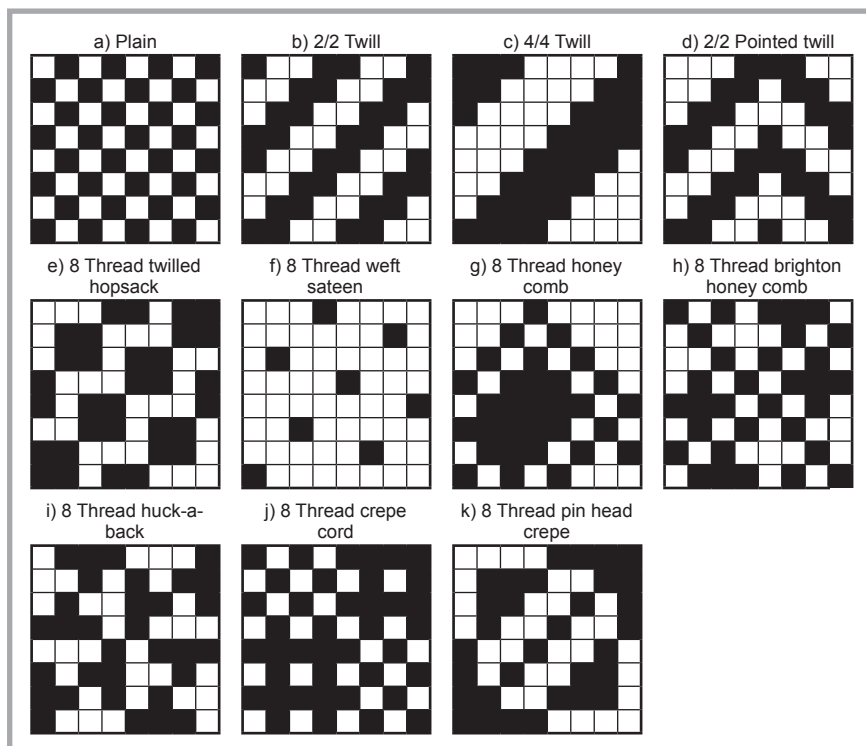 a) Plain
b) 2/2 Twill
c) 4/4 Twill
d) 2/2 Pointed twill
e) 8 Thread twilled
hopsack
f) 8 Thread weft
sateen
g) 8 Thread honey
comb
h) 8 Thread brighton
honey comb
i) 8 Thread huck-a-
back
j) 8 Thread crepe
cord
k) 8 Thread pin head
crepe